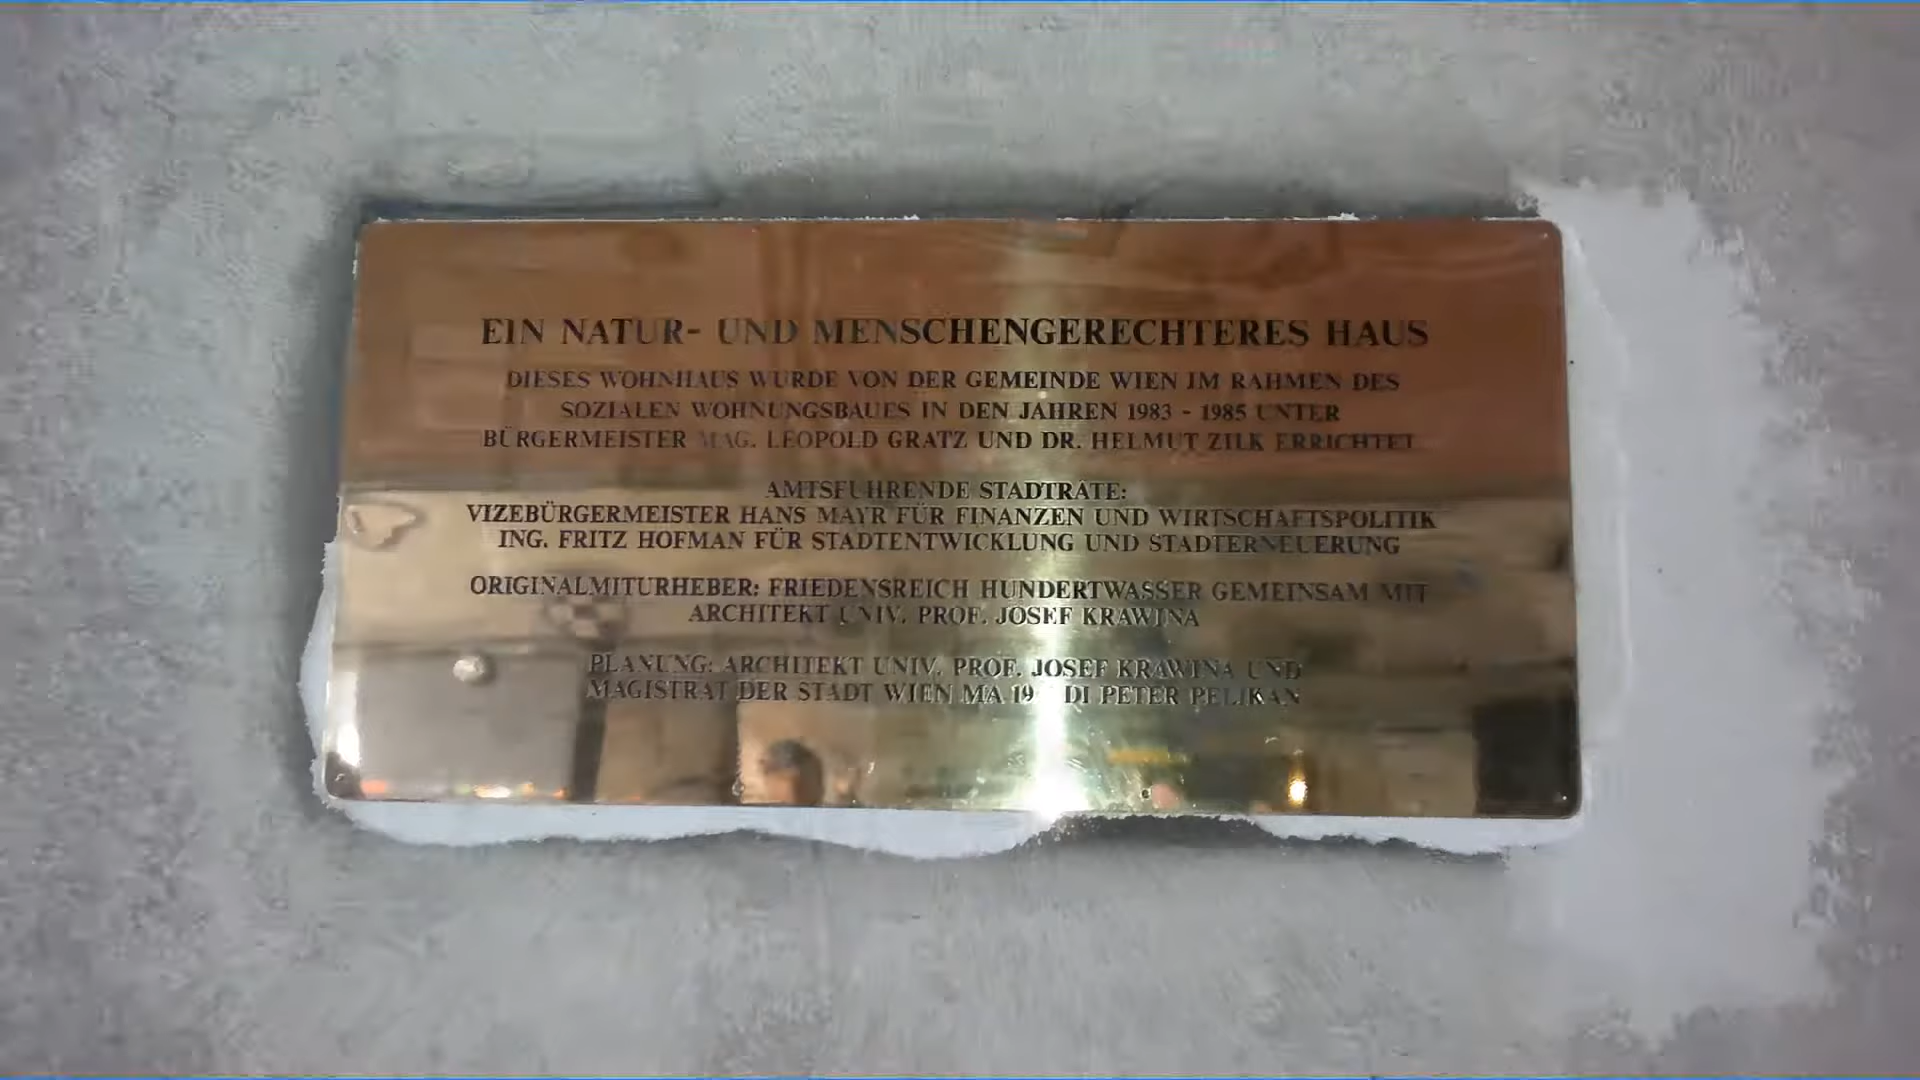 EIN NATUR- UND MENSCHENGERECHTERES HAUS
DIESES WOHNHAUS WURDE VON DER GEMEINDE WIEN IM RAHMEN DES
SOZIALEN WOHNUNGSBAUES IN DEN JAHREN 1983 - 1985 UNTER
BÜRGERMEISTER MAG. LEOPOLD GRATZ UND DR. HELMUT ZILK ERRICHTET
AMTSFÜHRENDE STADTRÄTE:
VIZEBÜRGERMEISTER HANS MAYR FÜR FINANZEN UND WIRTSCHAFTSPOLITIK
ING. FRITZ HOFMAN FÜR STADTENTWICKLUNG UND STADTERNEUERUNG
ORIGINALMITURHEBER: FRIEDENSREICH HUNDERTWASSER GEMEINSAM MIT
ARCHITEKT UNIV. PROF. JOSEF KRAWINA
PLANUNG: ARCHITEKT UNIV. PROF. JOSEF KRAWINA UND
MAGISTRAT DER STADT WIEN MA 19 DI PETER PELIKAN